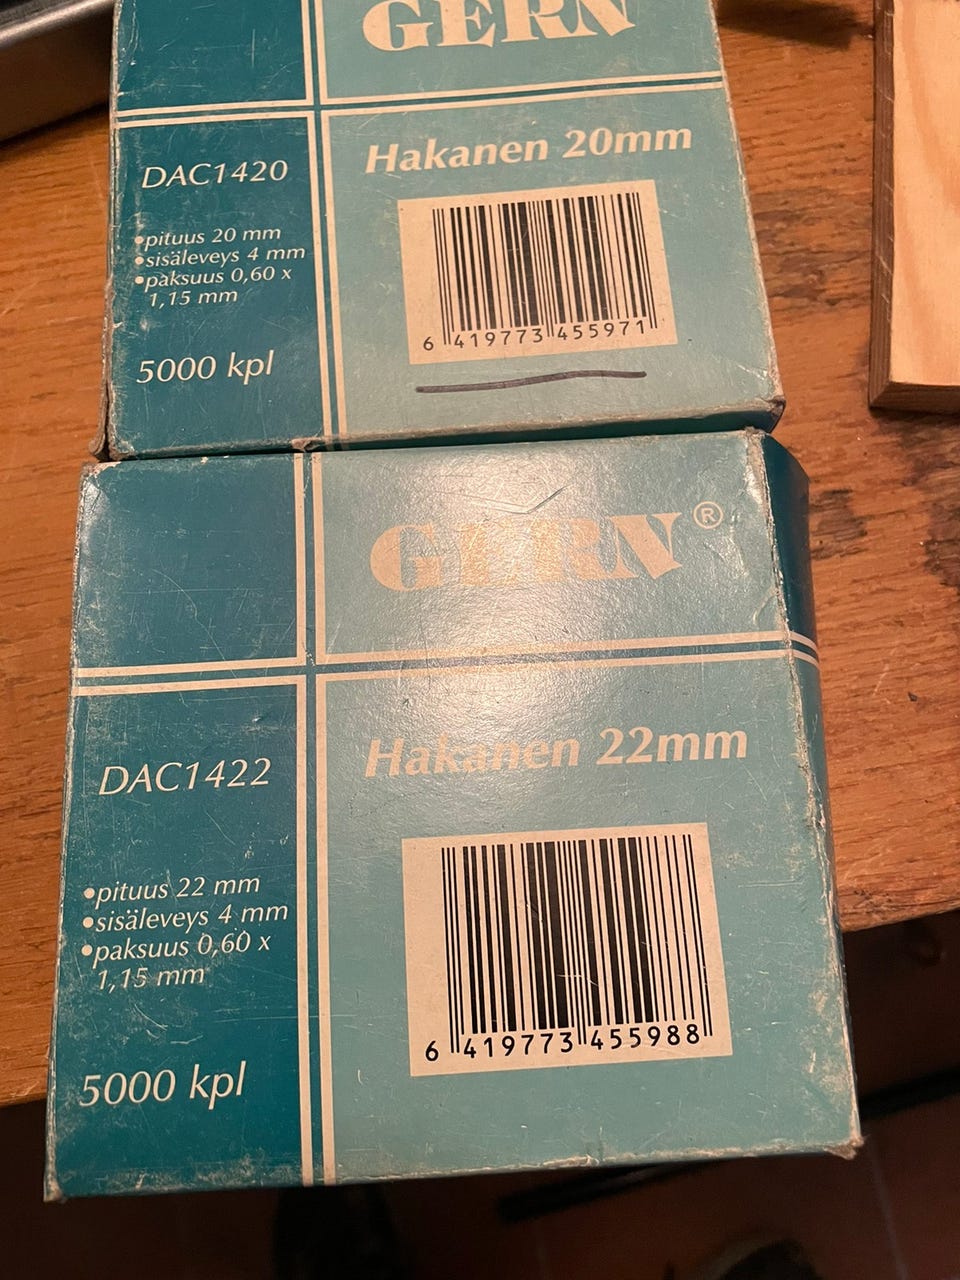 GERN
DAC1420
Hakanen 20mm
•pituus 20 mm
•sisäleveys 4 mm
•paksuus 0,60 x
1,15 mm
5000 kpl
6 419773 455971
GERN®
DAC1422
Hakanen 22mm
•pituus 22 mm
•sisäleveys 4 mm
•paksuus 0,60 x
1,15 mm
5000 kpl
6 419773 455988